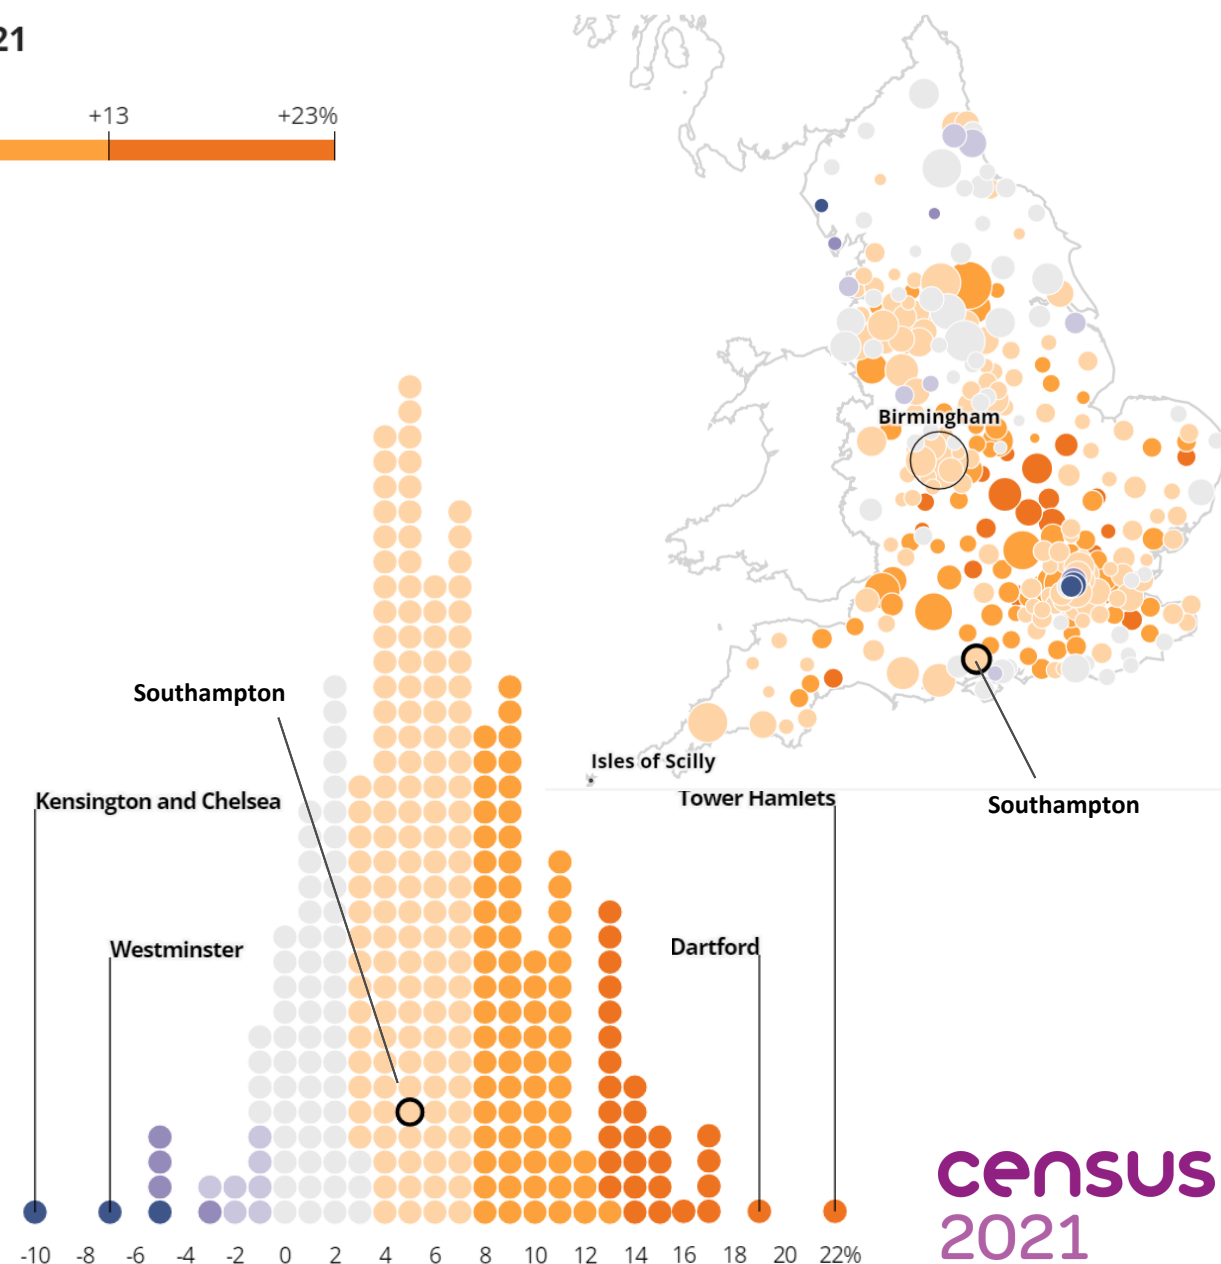 21
+13 +23%
Birmingham
Southampton
Isles of Scilly
Kensington and Chelsea
Tower Hamlets
Southampton
Westminster
Dartford
census
2021
-10 -8 -6 -4 -2 0 2 4 6 8 10 12 14 16 18 20 22%